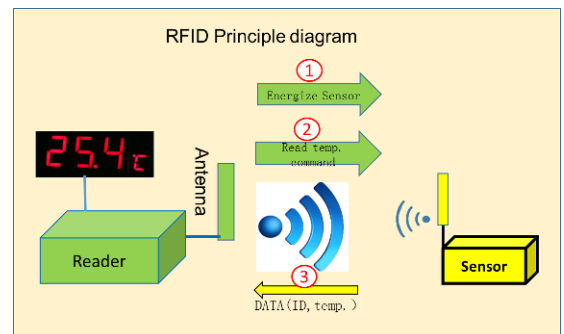 RFID Principle diagram
1
Energize Sensor
2
Read temp.
command
25.4℃
Antenna
Reader
Sensor
3
DATA(ID, temp.)